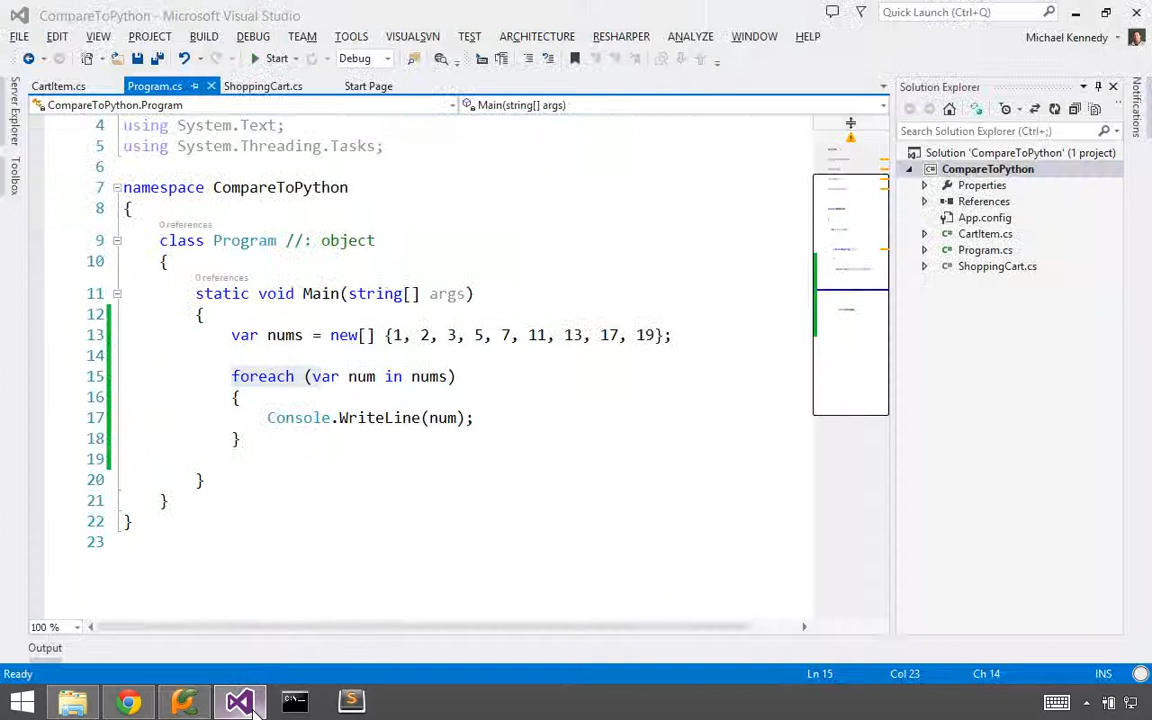 CompareToPython - Microsoft Visual Studio
Quick Launch (Ctrl+Q)
FILE EDIT VIEW PROJECT BUILD DEBUG TEAM TOOLS VISUALSVN TEST ARCHITECTURE RESHARPER ANALYZE WINDOW HELP
Michael Kennedy
Start Debug
CartItem.cs Program.cs ShoppingCart.cs Start Page
CompareToPython.Program Main(string[] args)
4 using System.Text;
5 using System.Threading.Tasks;
6
7 namespace CompareToPython
8 {
0 references
9 class Program //: object
10 {
0 references
11 static void Main(string[] args)
12 {
13 var nums = new[] {1, 2, 3, 5, 7, 11, 13, 17, 19};
14
15 foreach (var num in nums)
16 {
17 Console.WriteLine(num);
18 }
19
20 }
21 }
22 }
23
100 %
Output
Ready Ln 15 Col 23 Ch 14 INS
Server Explorer
Toolbox
Solution Explorer
Search Solution Explorer (Ctrl+;)
Solution 'CompareToPython' (1 project)
C# CompareToPython
Properties
References
App.config
C# CartItem.cs
C# Program.cs
C# ShoppingCart.cs
Notifications